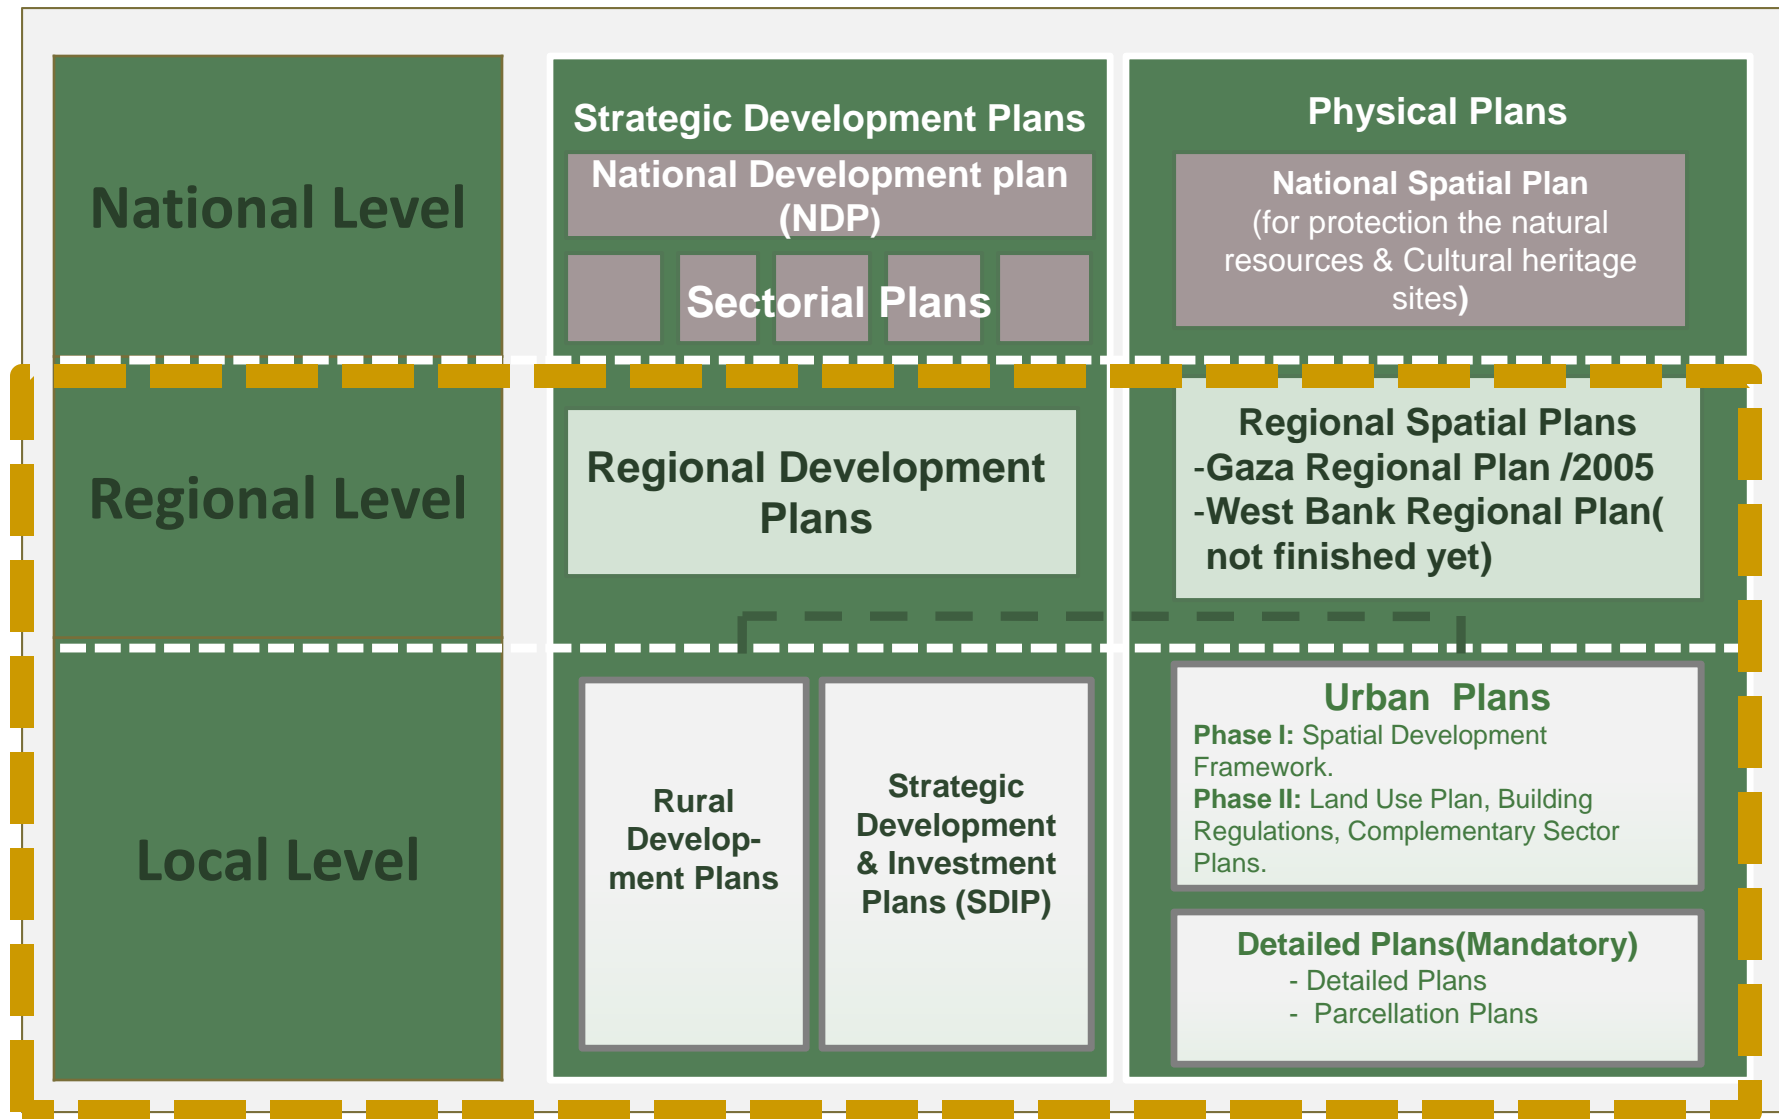 National Level
Strategic Development Plans
National Development plan
(NDP)
Sectorial Plans
Physical Plans
National Spatial Plan
(for protection the natural
resources & Cultural heritage
sites)
Regional Level
Regional Development
Plans
Regional Spatial Plans
-Gaza Regional Plan /2005
-West Bank Regional Plan(
not finished yet)
Local Level
Rural
Develop-
ment Plans
Strategic
Development
& Investment
Plans (SDIP)
Urban Plans
Phase I: Spatial Development
Framework.
Phase II: Land Use Plan, Building
Regulations, Complementary Sector
Plans.
Detailed Plans(Mandatory)
- Detailed Plans
- Parcellation Plans